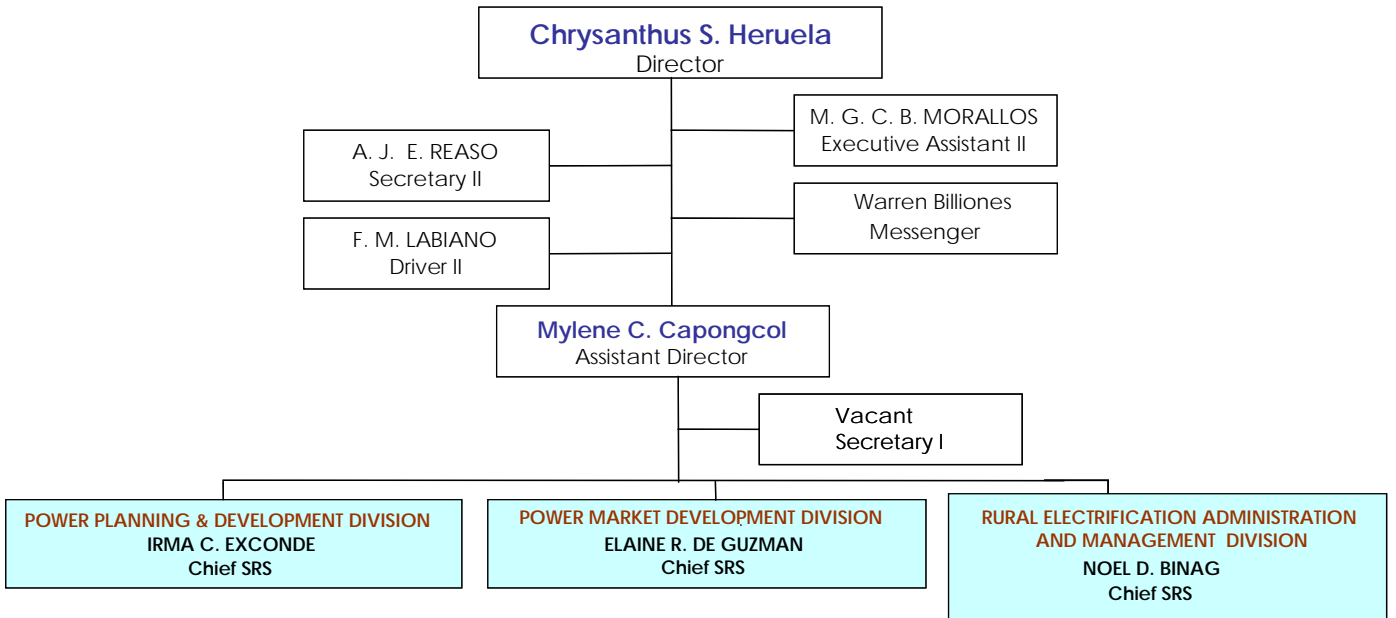 Chrysanthus S. Heruela
Director
M. G. C. B. MORALLOS
Executive Assistant II
A. J. E. REASO
Secretary II
Warren Billiones
Messenger
F. M. LABIANO
Driver II
Mylene C. Capongcol
Assistant Director
Vacant
Secretary I
POWER PLANNING & DEVELOPMENT DIVISION
IRMA C. EXCONDE
Chief SRS
POWER MARKET DEVELOPMENT DIVISION
ELAINE R. DE GUZMAN
Chief SRS
RURAL ELECTRIFICATION ADMINISTRATION
AND MANAGEMENT DIVISION
NOEL D. BINAG
Chief SRS